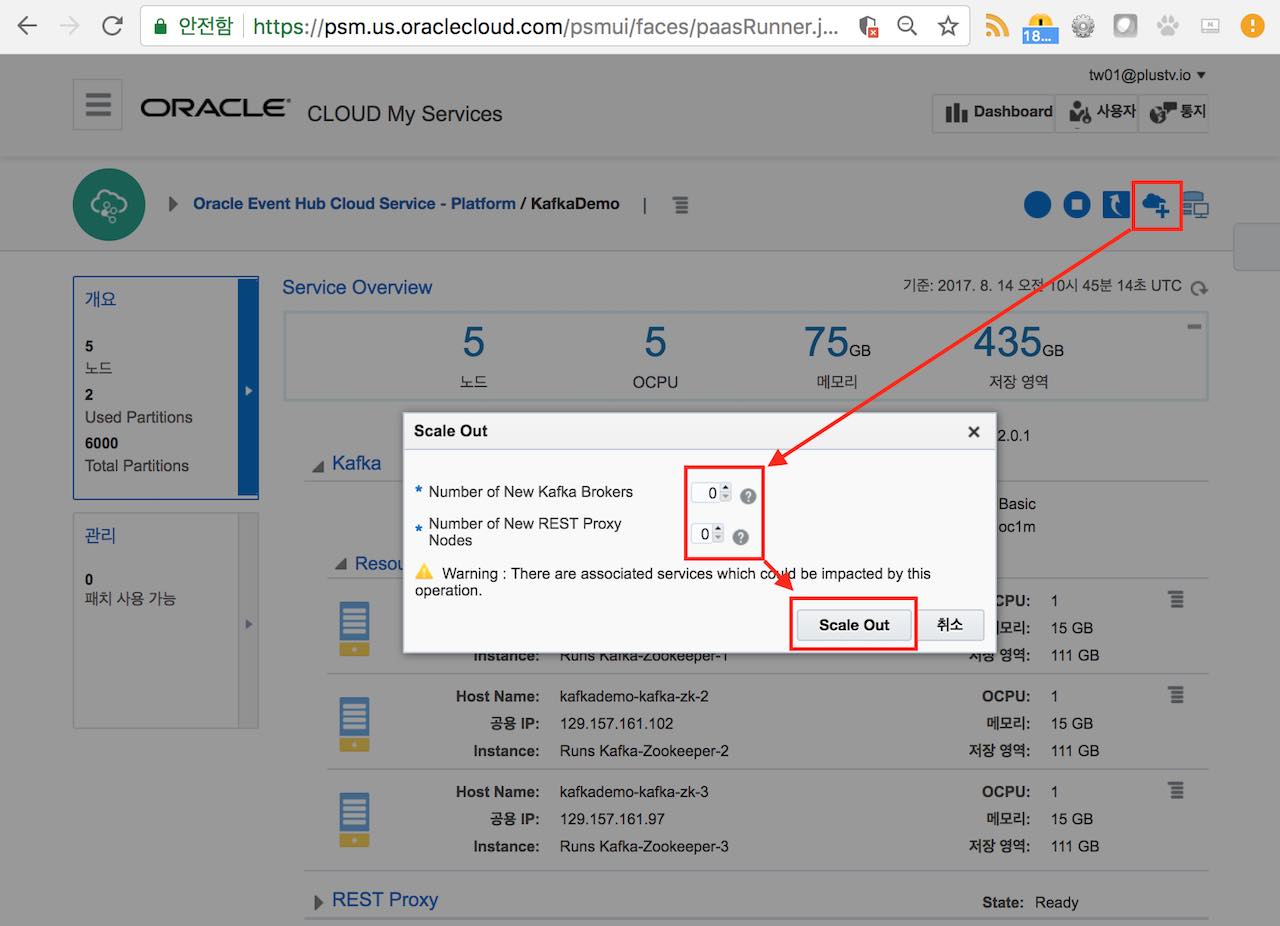 안전함
https://psm.us.oraclecloud.com/psmui/faces/paasRunner.j...
18...
tw01@plustv.io
ORACLE CLOUD My Services
Dashboard
사용자
통지
Oracle Event Hub Cloud Service - Platform / KafkaDemo |
개요
5
노드
2
Used Partitions
6000
Total Partitions
관리
0
패치 사용 가능
Service Overview
기준: 2017. 8. 14 오전 10시 45분 14초 UTC
5 5 75GB 435GB
노드 OCPU 메모리 저장 영역
2.0.1
Kafka
Basic
oc1m
Scale Out
* Number of New Kafka Brokers 0 ?
* Number of New REST Proxy Nodes 0 ?
Warning : There are associated services which could be impacted by this
operation.
Scale Out 취소
Resou
CPU: 1
모리: 15 GB
Instance: Runs Kafka-Zookeeper-1 저장 영역: 111 GB
Host Name: kafkademo-kafka-zk-2 OCPU: 1
공용 IP: 129.157.161.102 메모리: 15 GB
Instance: Runs Kafka-Zookeeper-2 저장 영역: 111 GB
Host Name: kafkademo-kafka-zk-3 OCPU: 1
공용 IP: 129.157.161.97 메모리: 15 GB
Instance: Runs Kafka-Zookeeper-3 저장 영역: 111 GB
REST Proxy State: Ready